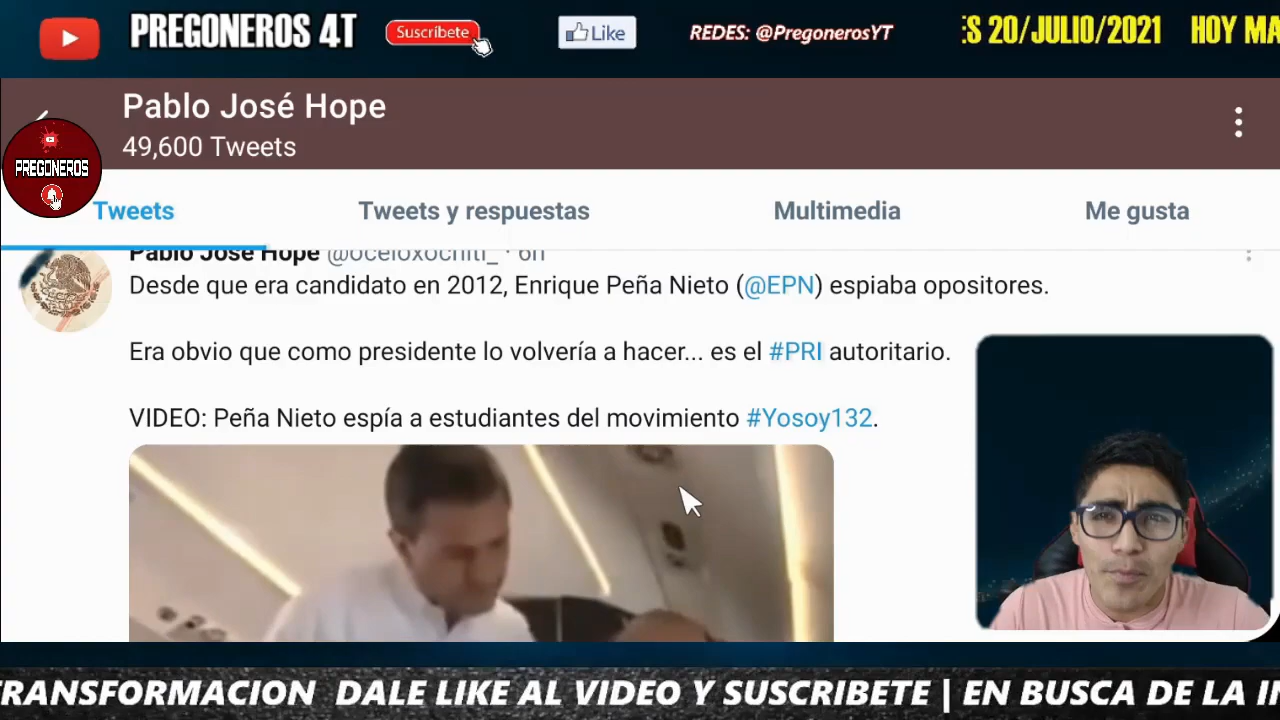 PREGONEROS 4T
Suscríbete
Like
REDES: @PregonerosYT
S 20/JULIO/2021 HOY MA
Pablo José Hope
49,600 Tweets
PREGONEROS
Tweets
Tweets y respuestas
Multimedia
Me gusta
Pablo José Hope @oceloxochitl_ · 6h
Desde que era candidato en 2012, Enrique Peña Nieto (@EPN) espiaba opositores.
Era obvio que como presidente lo volvería a hacer... es el #PRI autoritario.
VIDEO: Peña Nieto espía a estudiantes del movimiento #Yosoy132.
TRANSFORMACION DALE LIKE AL VIDEO Y SUSCRIBETE | EN BUSCA DE LA